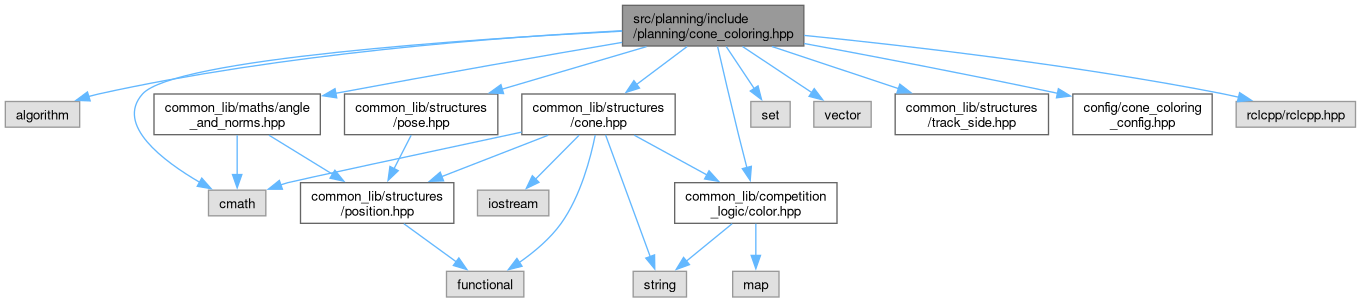 src/planning/include
/planning/cone_coloring.hpp
algorithm
common_lib/maths/angle
_and_norms.hpp
common_lib/structures
/pose.hpp
common_lib/structures
/cone.hpp
set
vector
common_lib/structures
/track_side.hpp
config/cone_coloring
_config.hpp
rclcpp/rclcpp.hpp
cmath
common_lib/structures
/position.hpp
iostream
common_lib/competition
_logic/color.hpp
functional
string
map